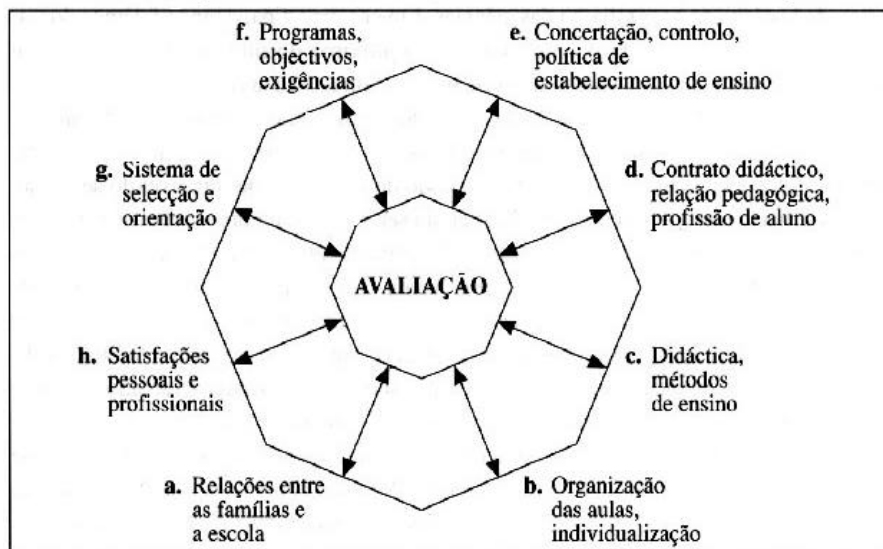 f. Programas,
objectivos,
exigências
e. Concertação, controlo,
política de
estabelecimento de ensino
g. Sistema de
selecção e
orientação
d. Contrato didáctico,
relação pedagógica,
profissão de aluno
AVALIAÇÃO
h. Satisfações
pessoais e
profissionais
c. Didáctica,
métodos
de ensino
a. Relações entre
as famílias e
a escola
b. Organização
das aulas,
individualização